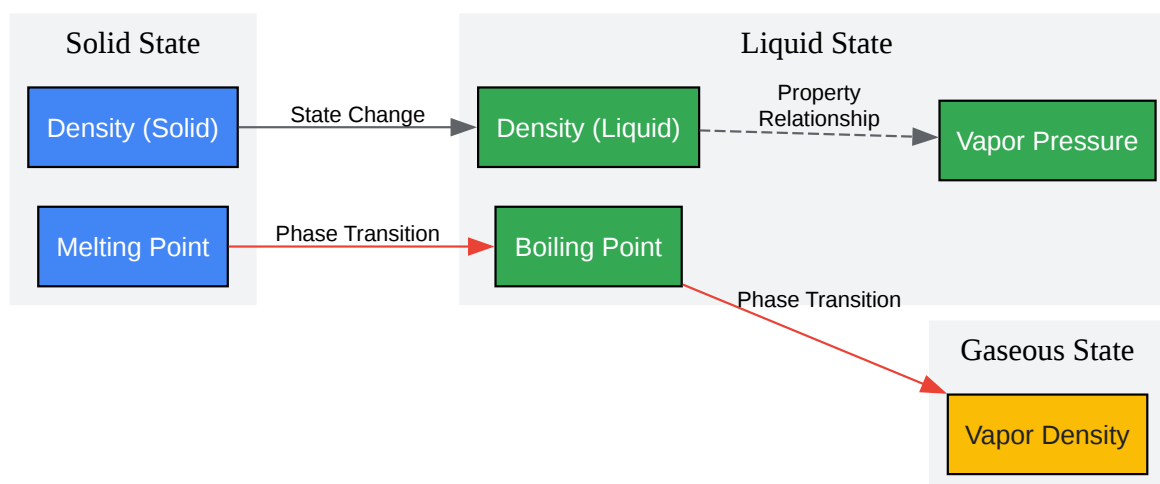 Solid State
Liquid State
Density (Solid)
State Change
Density (Liquid)
Property
Relationship
Vapor Pressure
Melting Point
Phase Transition
Boiling Point
Phase Transition
Gaseous State
Vapor Density